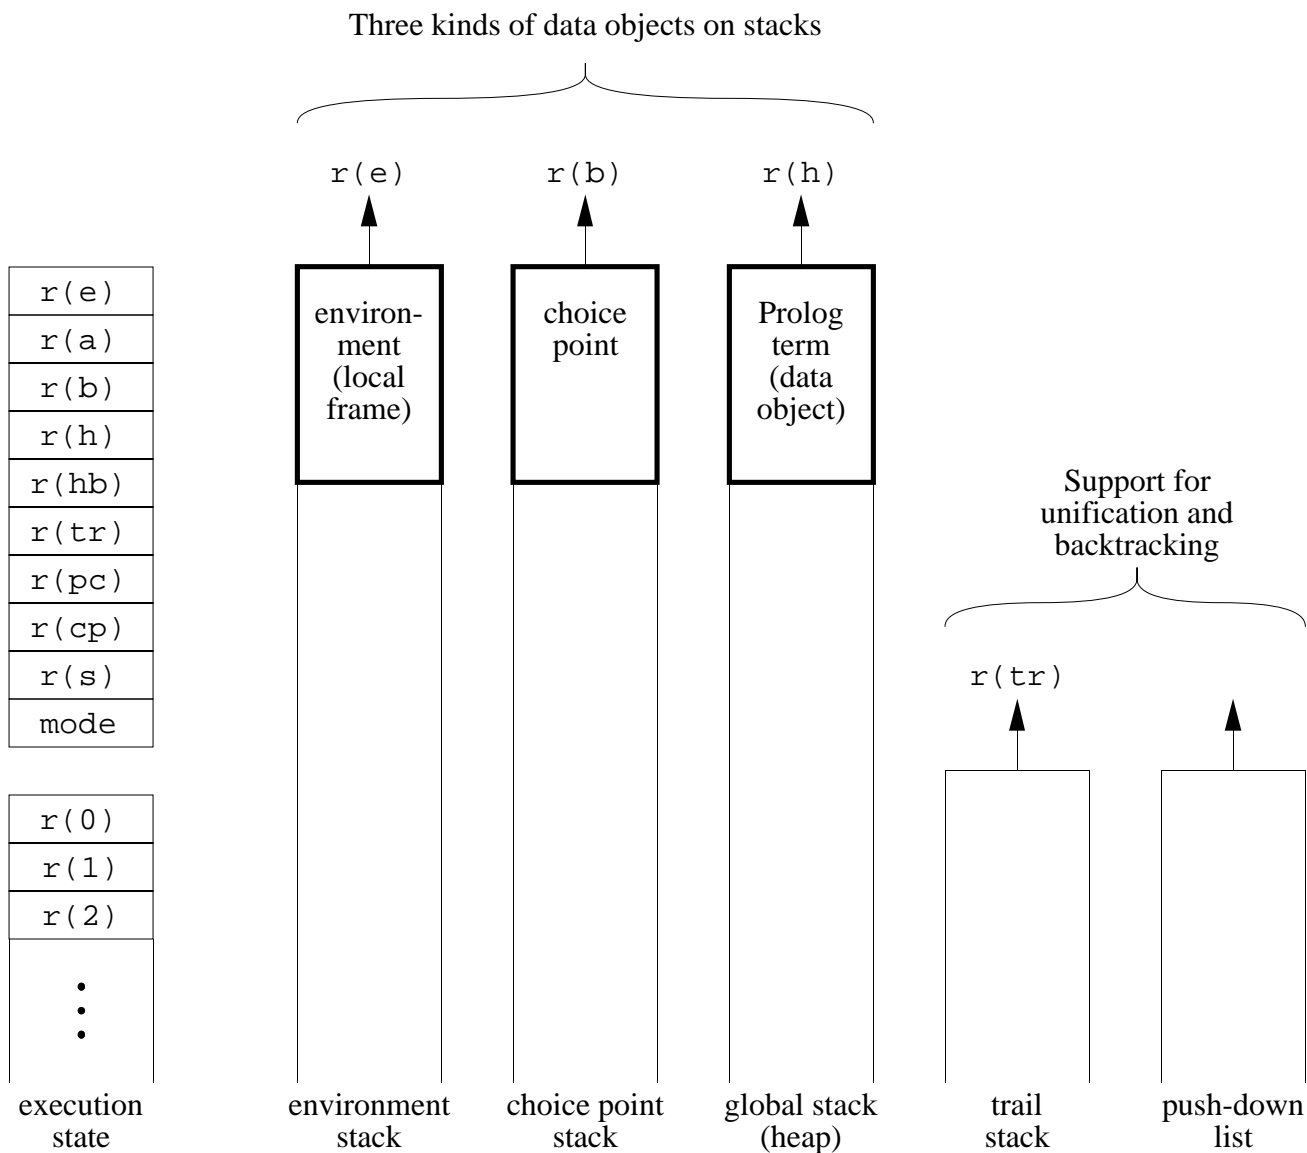 Three kinds of data objects on stacks
r(e)
r(b)
r(h)
r(e)
r(a)
r(b)
r(h)
r(hb)
r(tr)
r(pc)
r(cp)
r(s)
mode
r(0)
r(1)
r(2)
environ-
ment
(local
frame)
choice
point
Prolog
term
(data
object)
Support for
unification and
backtracking
r(tr)
execution
state
environment
stack
choice point
stack
global stack
(heap)
trail
stack
push-down
list